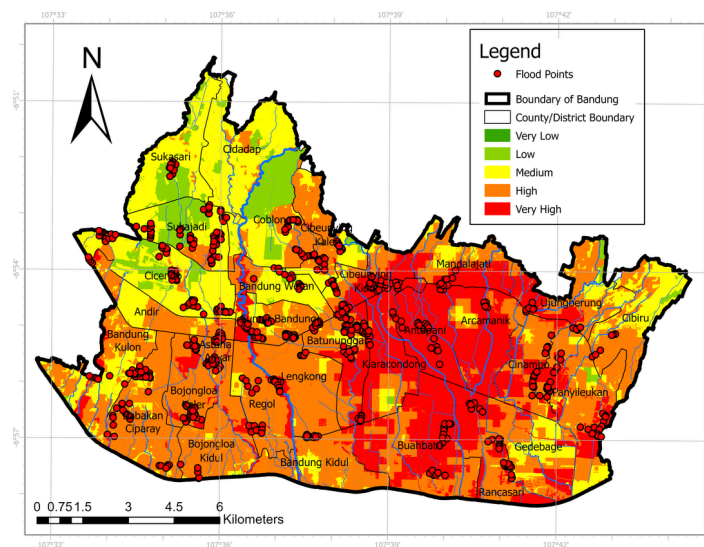 107°33' 107°36' 107°39' 107°42'
N
Legend
Flood Points
Boundary of Bandung
County/District Boundary
Very Low
Low
Medium
High
Very High
-6°51'
-6°54'
-6°57'
Sukasari
Cidadap
Sukajadi
Coblong
Cibeunying
Kaler
Cicendo
Bandung Wetan
Cibeunying
Mandalajati
Ujungberung
Cibiru
Andir
Sumur Bandung
Batununggal
Antapani
Arcamanik
Bandung
Kulon
Astana
Anyar
Kiaracondong
Cinambo
Lengkong
Panyileukan
Bojongloa
Kaler
Regol
Babakan
Ciparay
Bojongloa
Kidul
Bandung Kidul
Buahbatu
Gedebage
Rancasari
0 0.75 1.5 3 4.5 6
Kilometers
107°33' 107°36' 107°39' 107°42'